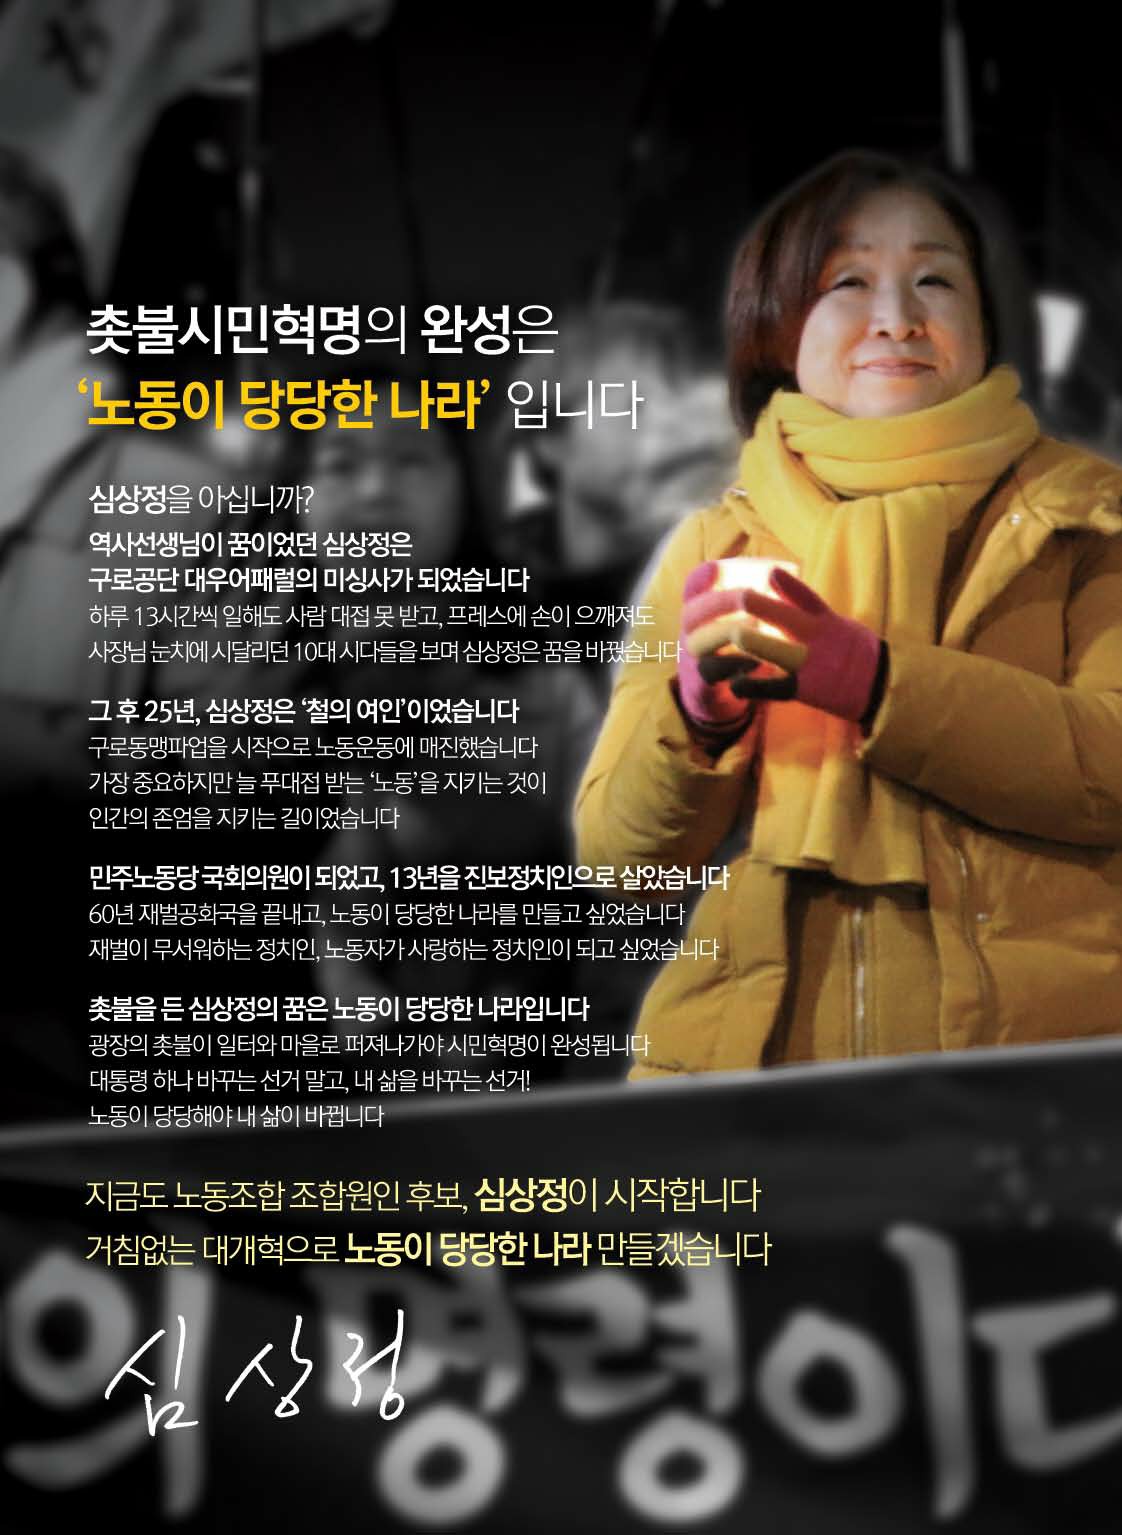 촛불시민혁명의 완성은
‘노동이 당당한 나라’ 입니다
심상정을 아십니까?
역사선생님이 꿈이었던 심상정은
구로공단 대우어패럴의 미싱사가 되었습니다
하루 13시간씩 일해도 사람 대접 못 받고, 프레스에 손이 으깨져도
사장님 눈치에 시달리던 10대 시다들을 보며 심상정은 꿈을 바꿨습니다
그 후 25년, 심상정은 ‘철의 여인’이었습니다
구로동맹파업을 시작으로 노동운동에 매진했습니다
가장 중요하지만 늘 푸대접 받는 ‘노동’을 지키는 것이
인간의 존엄을 지키는 길이었습니다
민주노동당 국회의원이 되었고, 13년을 진보정치인으로 살았습니다
60년 재벌공화국을 끝내고, 노동이 당당한 나라를 만들고 싶었습니다
재벌이 무서워하는 정치인, 노동자가 사랑하는 정치인이 되고 싶었습니다
촛불을 든 심상정의 꿈은 노동이 당당한 나라입니다
광장의 촛불이 일터와 마을로 퍼져나가야 시민혁명이 완성됩니다
대통령 하나 바꾸는 선거 말고, 내 삶을 바꾸는 선거!
노동이 당당해야 내 삶이 바뀝니다
지금도 노동조합 조합원인 후보, 심상정이 시작합니다
거침없는 대개혁으로 노동이 당당한 나라 만들겠습니다
심상정
의 명령이다